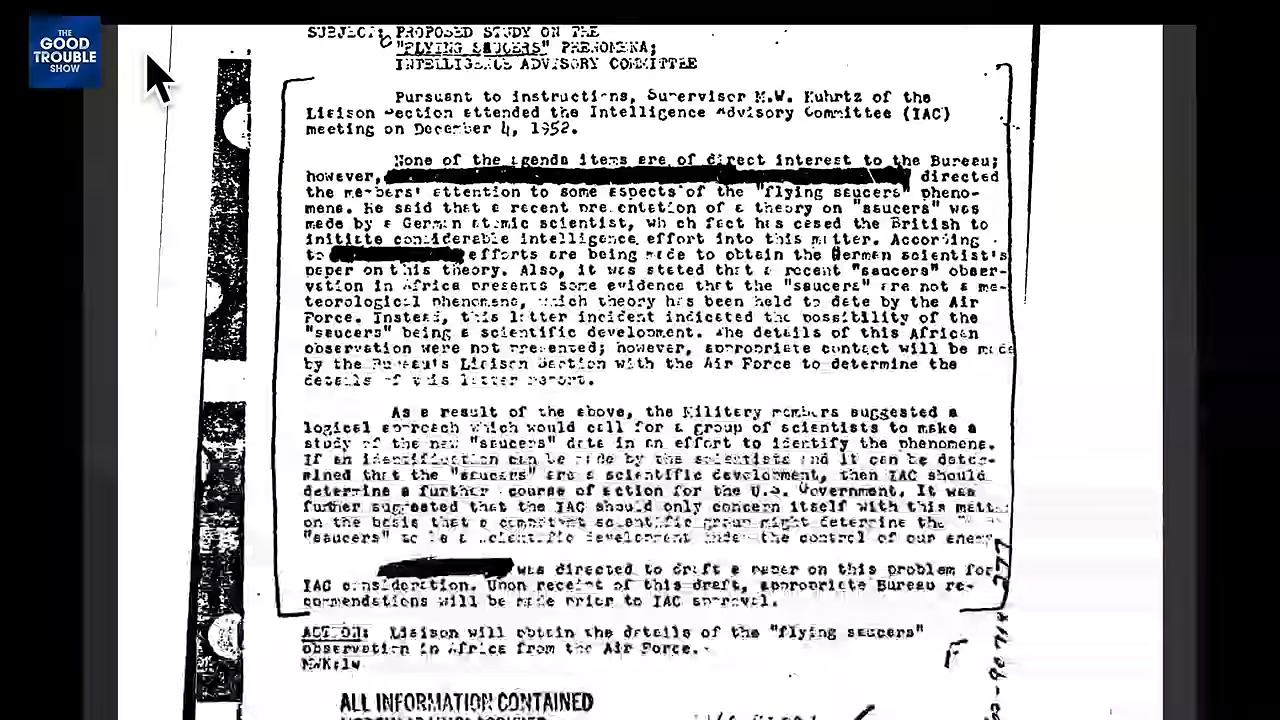 THE
GOOD
TROUBLE
SHOW
SUBJECT: PROPOSED STUDY ON THE
"FLYING SAUCERS" PHENOMENA;
INTELLIGENCE ADVISORY COMMITTEE
Pursuant to instructions, Supervisor M.W. Kuhrtz of the
Liaison Section attended the Intelligence Advisory Committee (IAC)
meeting on December 4, 1952.
None of the agenda items are of direct interest to the Bureau;
however, directed
the members' attention to some aspects of the "flying saucers" pheno-
mena. He said that a recent presentation of a theory on "saucers" was
made by a German atomic scientist, which fact has caused the British to
initiate considerable intelligence effort into this matter. According
to efforts are being made to obtain the German scientist's
paper on this theory. Also, it was stated that a recent "saucers" obser-
vation in Africa presents some evidence that the "saucers" are not a me-
teorological phenomena, which theory has been held to date by the Air
Force. Instead, this latter incident indicated the possibility of the
"saucers" being a scientific development. The details of this African
observation were not presented; however, appropriate contact will be made
by the Bureau's Liaison Section with the Air Force to determine the
details of this latter report.
As a result of the above, the Military members suggested a
logical approach which would call for a group of scientists to make a
study of the new "saucers" data in an effort to identify the phenomena.
If an identification can be made by the scientists and it can be deter-
mined that the "saucers" are a scientific development, then IAC should
determine a further course of action for the U.S. Government. It was
further suggested that the IAC should only concern itself with this matt
on the basis that a competent scientific group might determine the
"saucers" to be a scientific development under the control of our enemy
was directed to draft a paper on this problem for
IAC consideration. Upon receipt of this draft, appropriate Bureau re-
commendations will be made prior to IAC approval.
ACTION: Liaison will obtain the details of the "flying saucers"
observation in Africa from the Air Force.
MWK:lw
ALL INFORMATION CONTAINED